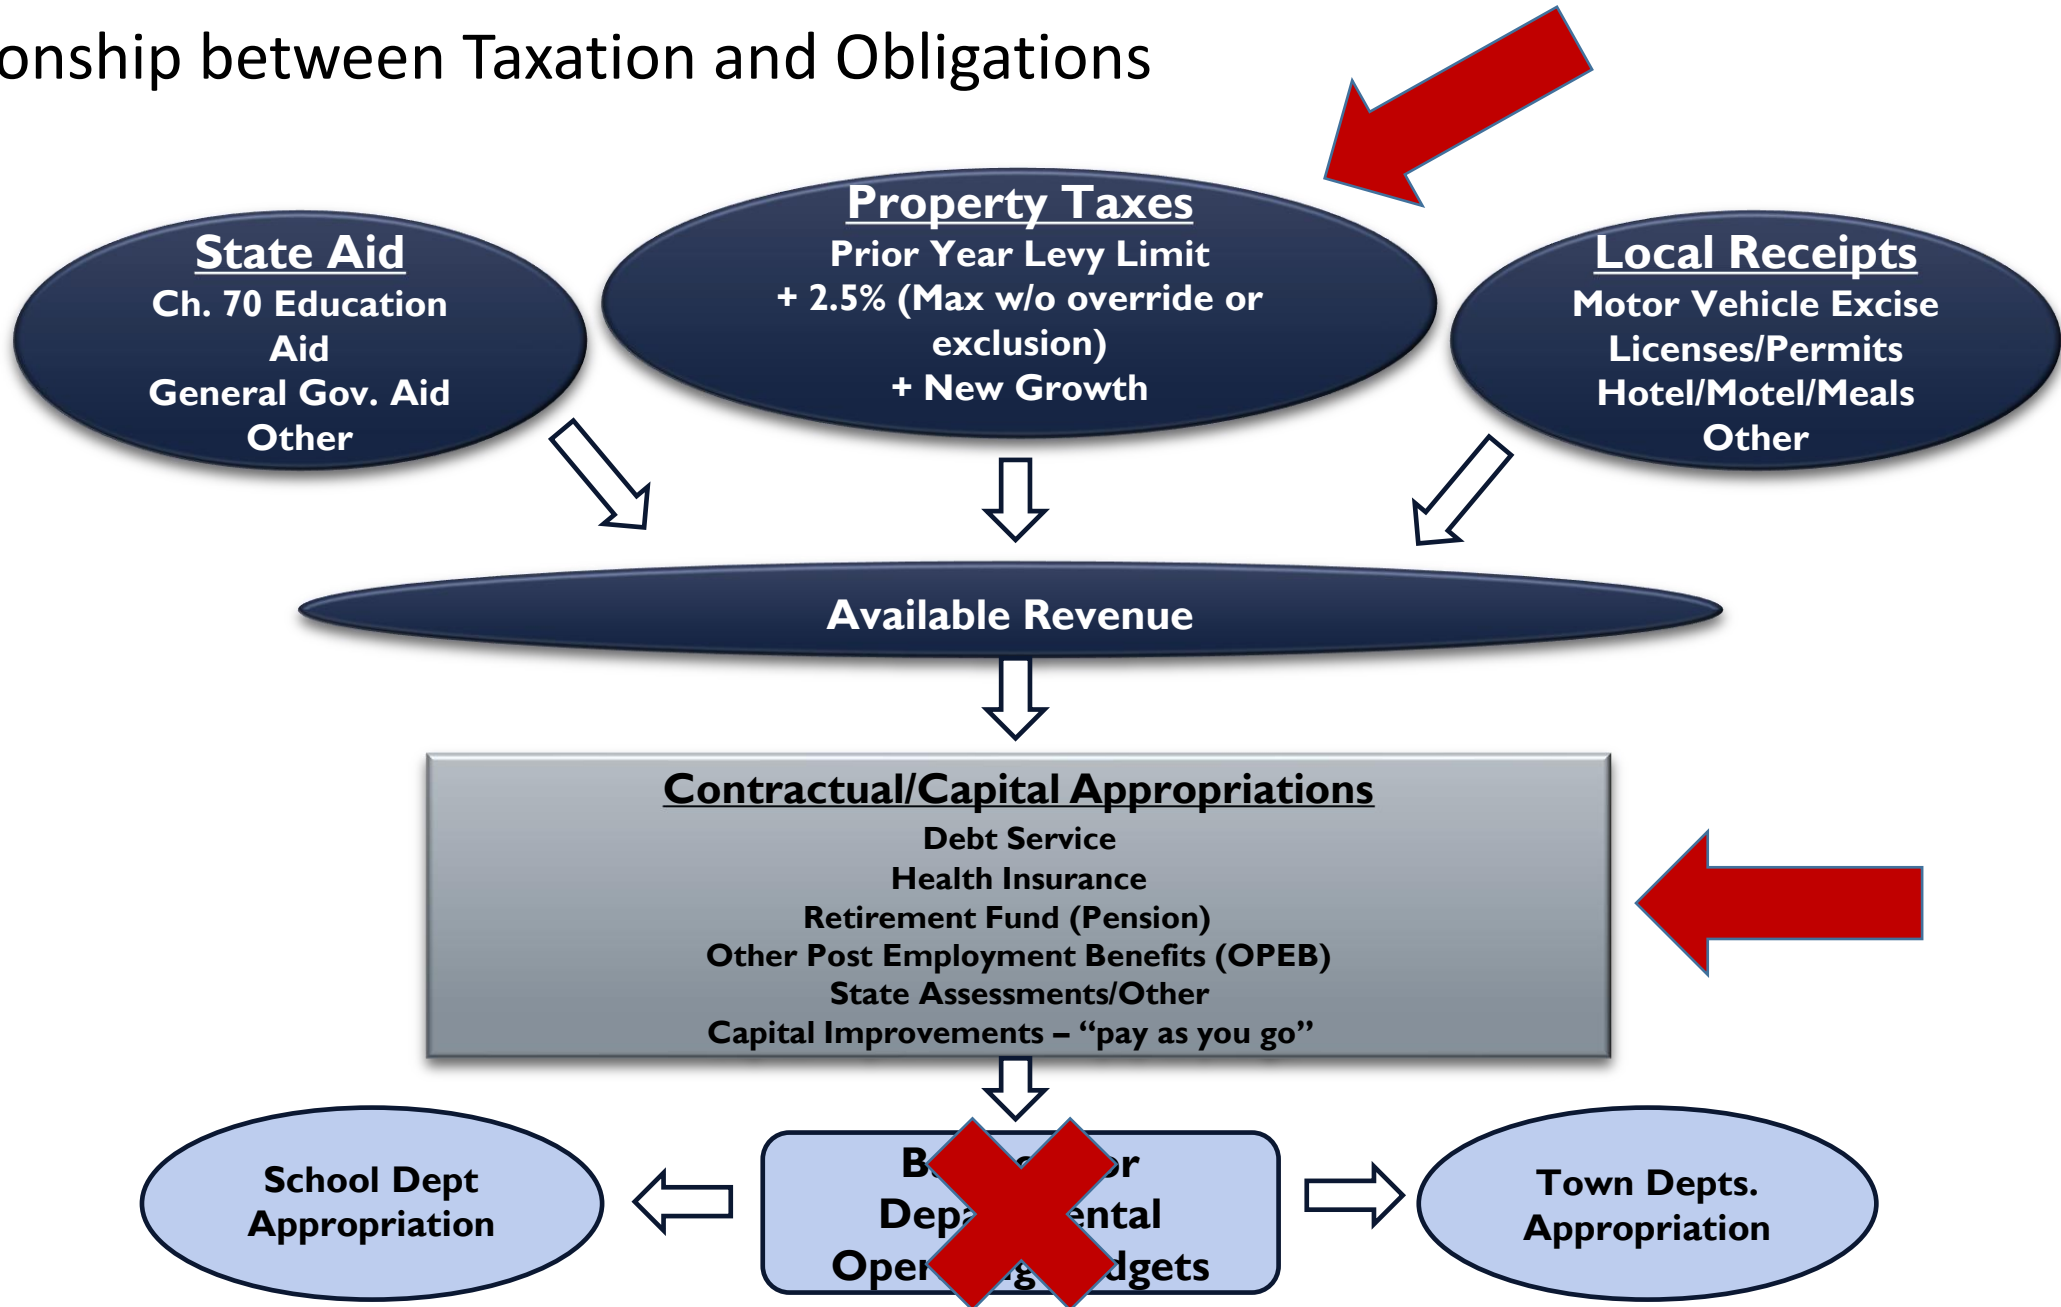 onship between Taxation and Obligations
State Aid
Ch. 70 Education
Aid
General Gov. Aid
Other
Property Taxes
Prior Year Levy Limit
+ 2.5% (Max w/o override or
exclusion)
+ New Growth
Local Receipts
Motor Vehicle Excise
Licenses/Permits
Hotel/Motel/Meals
Other
Available Revenue
Contractual/Capital Appropriations
Debt Service
Health Insurance
Retirement Fund (Pension)
Other Post Employment Benefits (OPEB)
State Assessments/Other
Capital Improvements – “pay as you go”
School Dept
Appropriation
Town Depts.
Appropriation